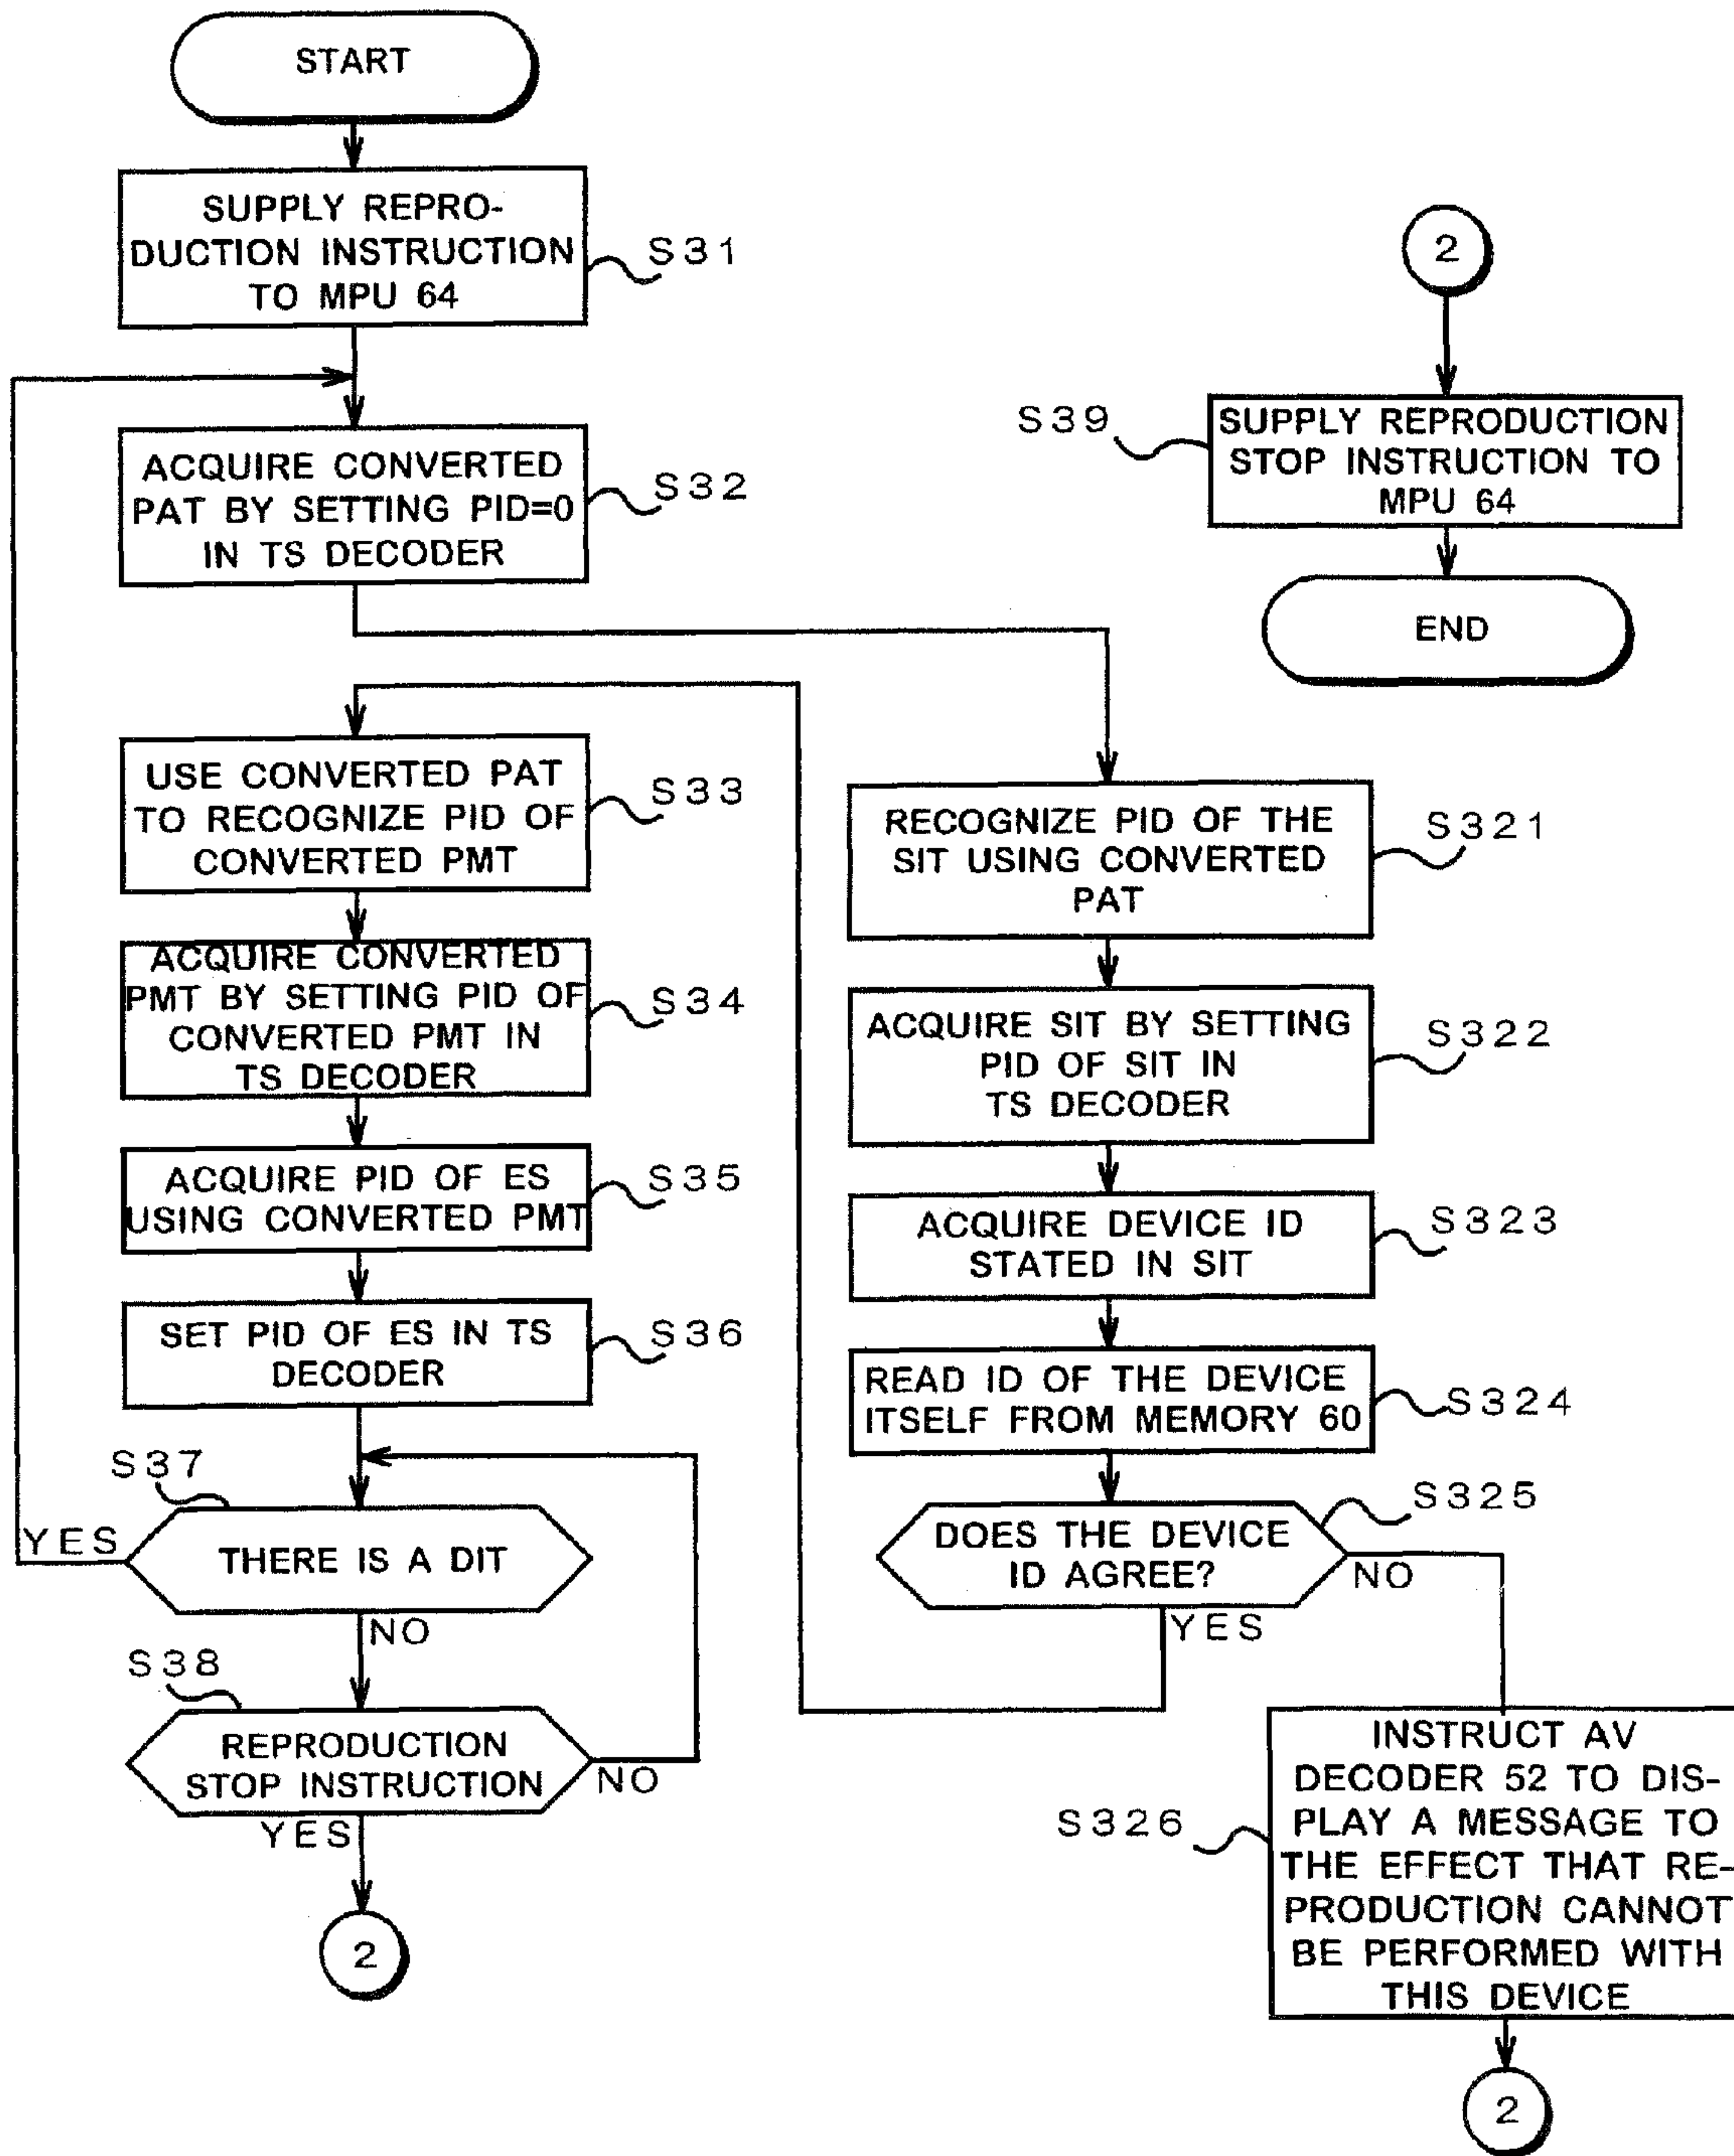 START
SUPPLY REPRO-
DUCTION INSTRUCTION
TO MPU 64
S31
ACQUIRE CONVERTED
PAT BY SETTING PID=0
IN TS DECODER
S32
USE CONVERTED PAT
TO RECOGNIZE PID OF
CONVERTED PMT
S33
ACQUIRE CONVERTED
PMT BY SETTING PID OF
CONVERTED PMT IN
TS DECODER
S34
ACQUIRE PID OF ES
USING CONVERTED PMT
S35
SET PID OF ES IN TS
DECODER
S36
S37
YES
THERE IS A DIT
NO
S38
REPRODUCTION
STOP INSTRUCTION
NO
YES
2
2
S39
SUPPLY REPRODUCTION
STOP INSTRUCTION TO
MPU 64
END
RECOGNIZE PID OF THE
SIT USING CONVERTED
PAT
S321
ACQUIRE SIT BY SETTING
PID OF SIT IN
TS DECODER
S322
ACQUIRE DEVICE ID
STATED IN SIT
S323
READ ID OF THE DEVICE
ITSELF FROM MEMORY 60
S324
S325
DOES THE DEVICE
ID AGREE?
NO
YES
S326
INSTRUCT AV
DECODER 52 TO DIS-
PLAY A MESSAGE TO
THE EFFECT THAT RE-
PRODUCTION CANNOT
BE PERFORMED WITH
THIS DEVICE
2